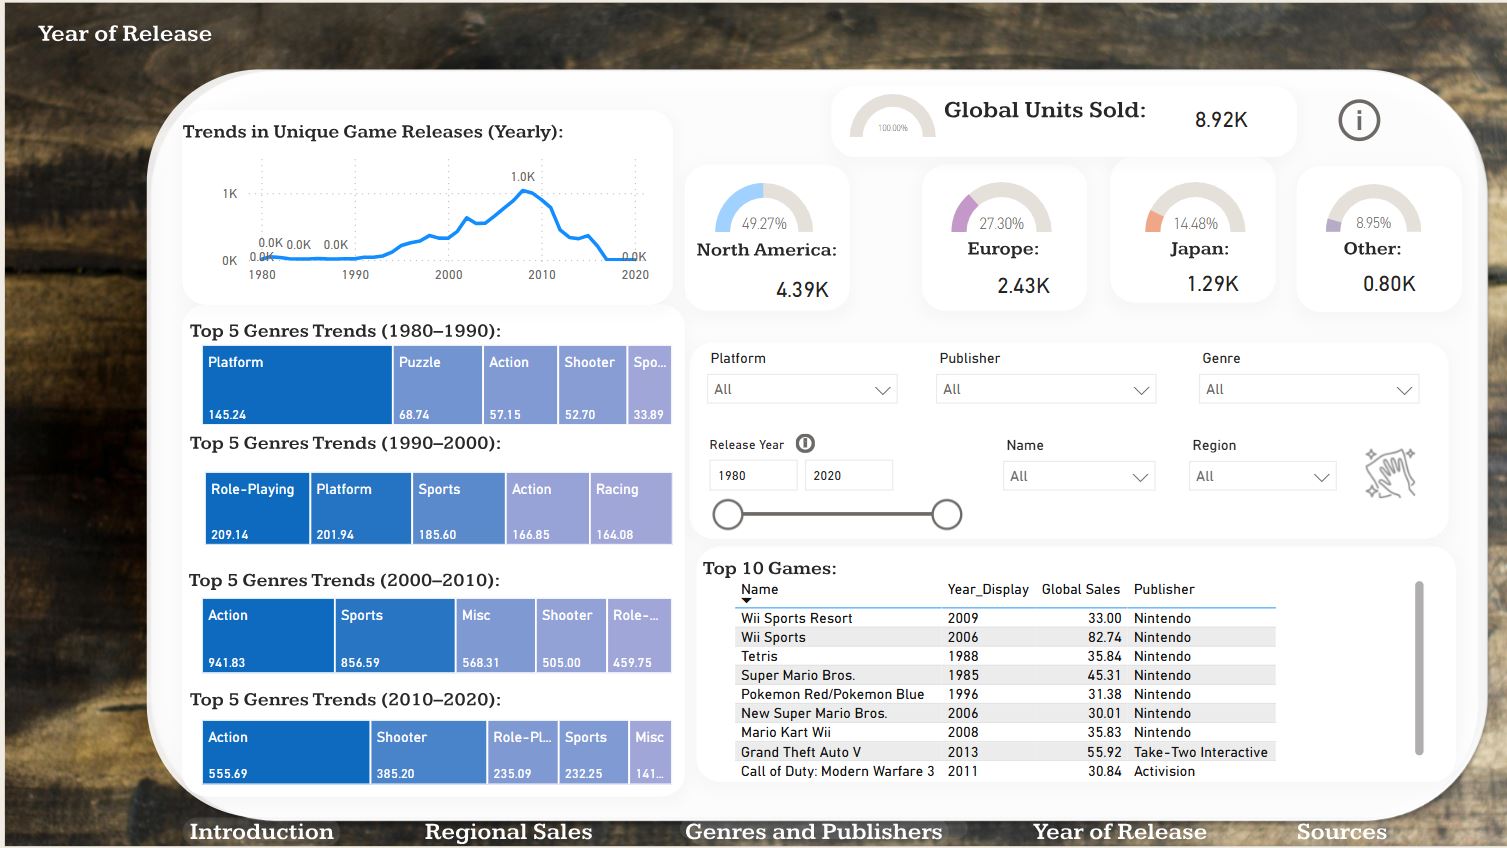 Year of Release
Trends in Unique Game Releases (Yearly):
1.0K
1K
0.0K 0.0K 0.0K
0K 0.0K 0.0K
1980 1990 2000 2010 2020
100.00%
Global Units Sold: 8.92K
i
49.27%
North America:
4.39K
27.30%
Europe:
2.43K
14.48%
Japan:
1.29K
8.95%
Other:
0.80K
Top 5 Genres Trends (1980–1990):
Platform Puzzle Action Shooter Spo...
145.24 68.74 57.15 52.70 33.89
Top 5 Genres Trends (1990–2000):
Role-Playing Platform Sports Action Racing
209.14 201.94 185.60 166.85 164.08
Top 5 Genres Trends (2000–2010):
Action Sports Misc Shooter Role-...
941.83 856.59 568.31 505.00 459.75
Top 5 Genres Trends (2010–2020):
Action Shooter Role-Pl... Sports Misc
555.69 385.20 235.09 232.25 141...
Platform Publisher Genre
All All All
Release Year Name Region
1980 2020 All All
Top 10 Games:
Name Year_Display Global Sales Publisher
Wii Sports Resort 2009 33.00 Nintendo
Wii Sports 2006 82.74 Nintendo
Tetris 1988 35.84 Nintendo
Super Mario Bros. 1985 45.31 Nintendo
Pokemon Red/Pokemon Blue 1996 31.38 Nintendo
New Super Mario Bros. 2006 30.01 Nintendo
Mario Kart Wii 2008 35.83 Nintendo
Grand Theft Auto V 2013 55.92 Take-Two Interactive
Call of Duty: Modern Warfare 3 2011 30.84 Activision
Introduction Regional Sales Genres and Publishers Year of Release Sources